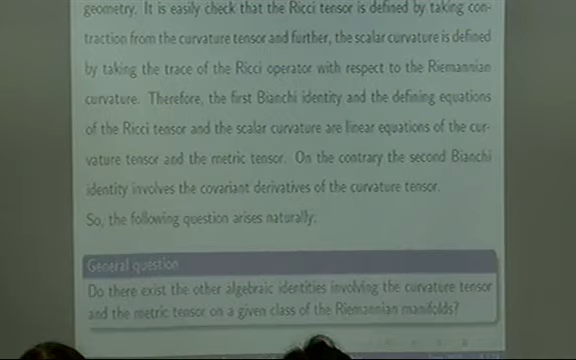 geometry. It is easily check that the Ricci tensor is defined by taking con-
traction from the curvature tensor and further, the scalar curvature is defined
by taking the trace of the Ricci operator with respect to the Riemannian
curvature. Therefore, the first Bianchi identity and the defining equations
of the Ricci tensor and the scalar curvature are linear equations of the cur-
vature tensor and the metric tensor. On the contrary the second Bianchi
identity involves the covariant derivatives of the curvature tensor.
So, the following question arises naturally:
General question
Do there exist the other algebraic identities involving the curvature tensor
and the metric tensor on a given class of the Riemannian manifolds?